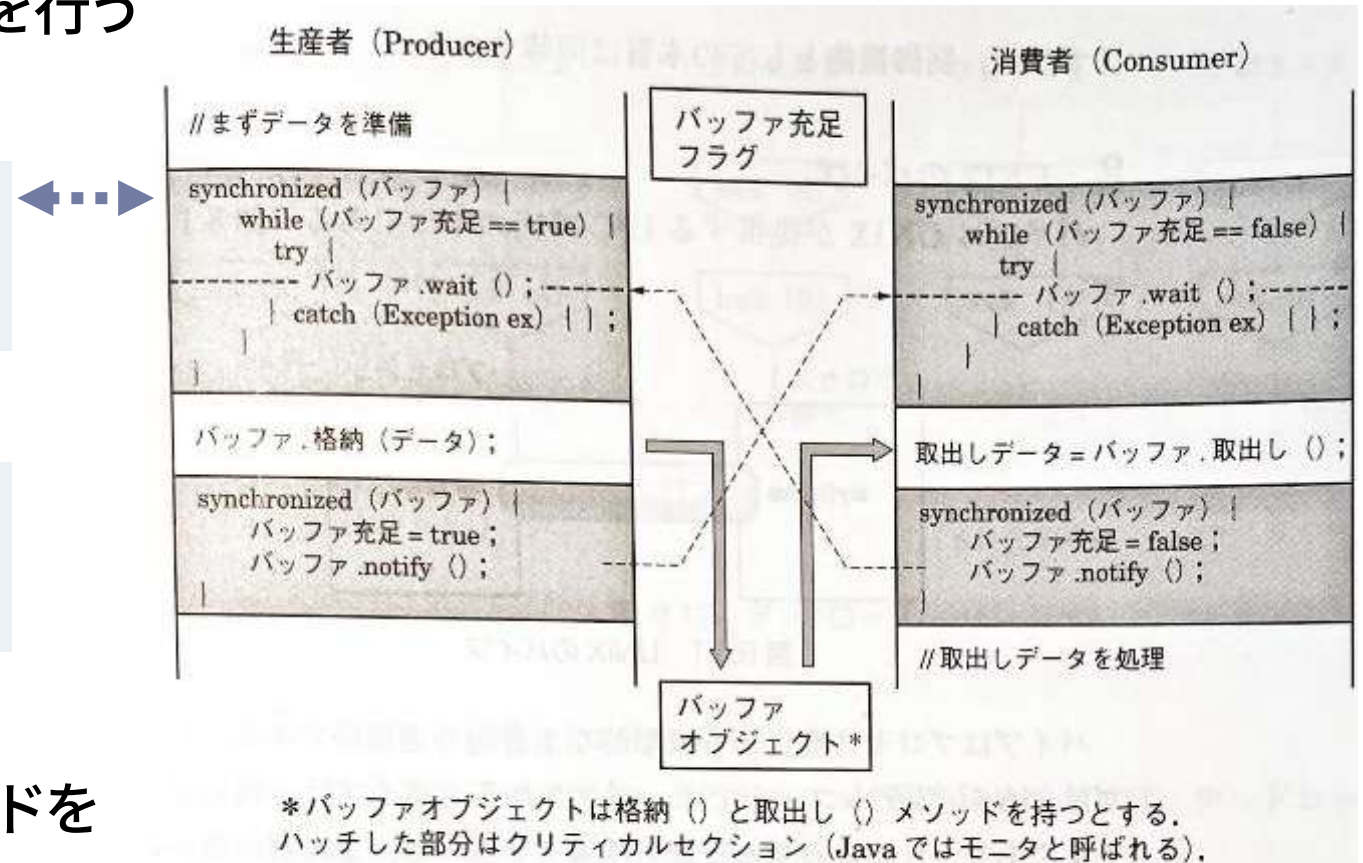 を行う
生産者 (Producer)
消費者 (Consumer)
//まずデータを準備
synchronized (バッファ) {
while (バッファ充足 == true) {
try {
バッファ.wait () ;
} catch (Exception ex) { } ;
}
}
バッファ.格納 (データ) ;
synchronized (バッファ) {
バッファ充足 = true ;
バッファ.notify () ;
}
バッファ充足
フラグ
バッファ
オブジェクト*
synchronized (バッファ) {
while (バッファ充足 == false) {
try {
バッファ.wait () ;
} catch (Exception ex) { } ;
}
}
取出しデータ = バッファ.取出し () ;
synchronized (バッファ) {
バッファ充足 = false ;
バッファ.notify () ;
}
//取出しデータを処理
ドを
*バッファオブジェクトは格納 () と取出し () メソッドを持つとする.
ハッチした部分はクリティカルセクション (Java ではモニタと呼ばれる).